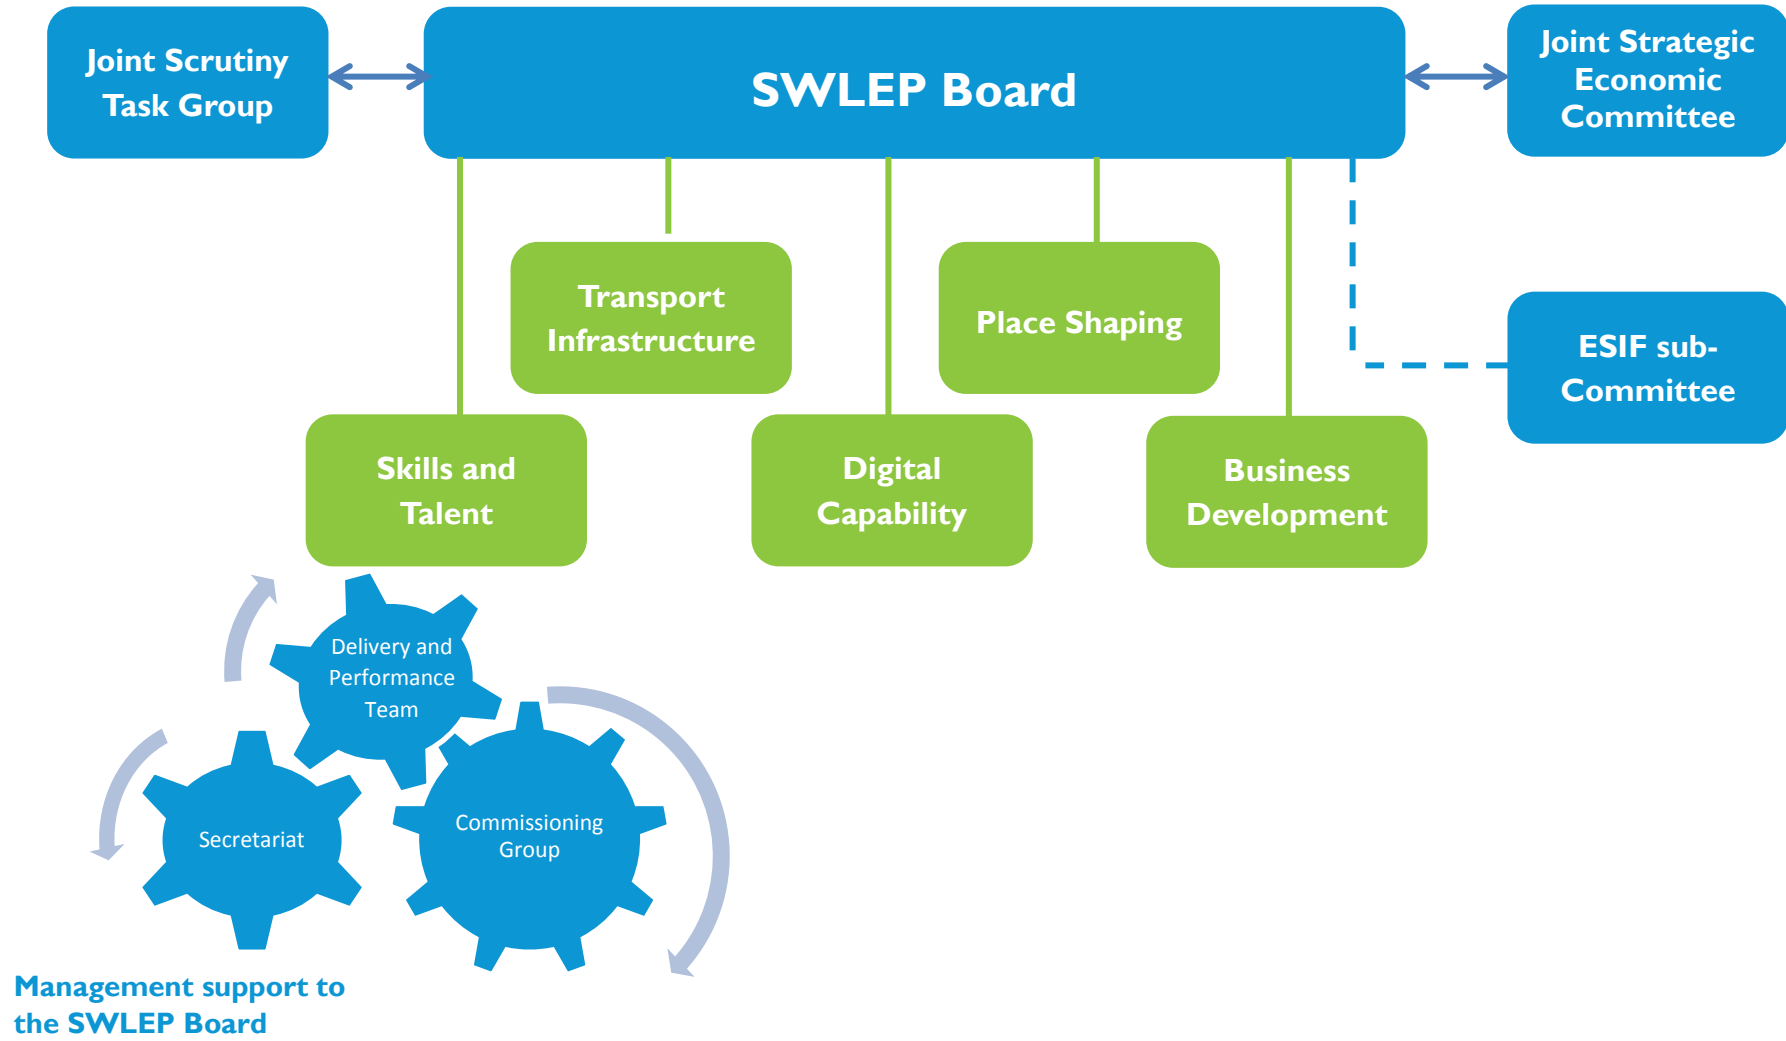 Joint Scrutiny
Task Group
SWLEP Board
Joint Strategic
Economic
Committee
Transport
Infrastructure
Place Shaping
ESIF sub-
Committee
Skills and
Talent
Digital
Capability
Business
Development
Delivery and
Performance
Team
Secretariat
Commissioning
Group
Management support to
the SWLEP Board